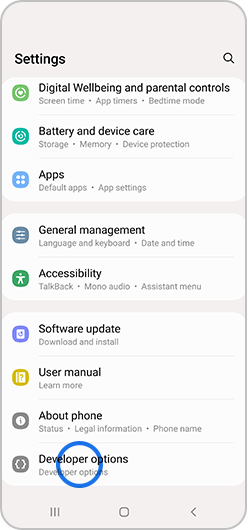 Settings
Digital Wellbeing and parental controls
Screen time • App timers • Bedtime mode
Battery and device care
Storage • Memory • Device protection
Apps
Default apps • App settings
General management
Language and keyboard • Date and time
Accessibility
TalkBack • Mono audio • Assistant menu
Software update
Download and install
User manual
Learn more
About phone
Status • Legal information • Phone name
Developer options
Developer options